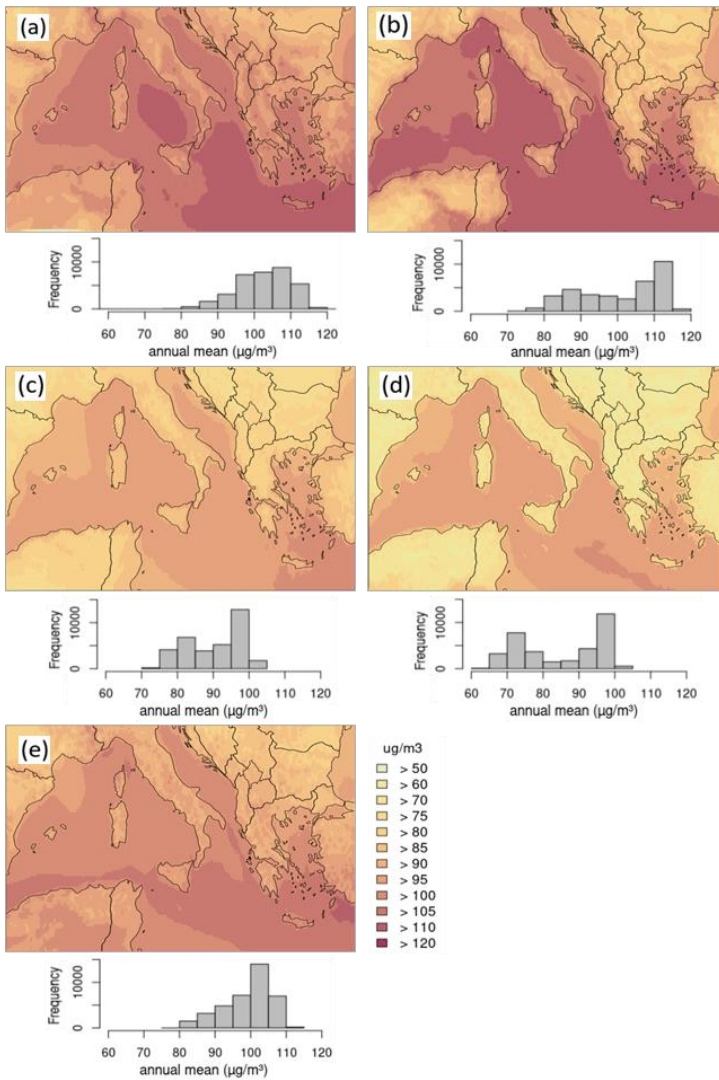 (a)
(b)
Frequency
0 10000
60 70 80 90 100 110 120
annual mean (µg/m³)
Frequency
0 10000
60 70 80 90 100 110 120
annual mean (µg/m³)
(c)
(d)
Frequency
0 10000
60 70 80 90 100 110 120
annual mean (µg/m³)
Frequency
0 10000
60 70 80 90 100 110 120
annual mean (µg/m³)
(e)
ug/m3
> 50
> 60
> 70
> 75
> 80
> 85
> 90
> 95
> 100
> 105
> 110
> 120
Frequency
0 10000
60 70 80 90 100 110 120
annual mean (µg/m³)